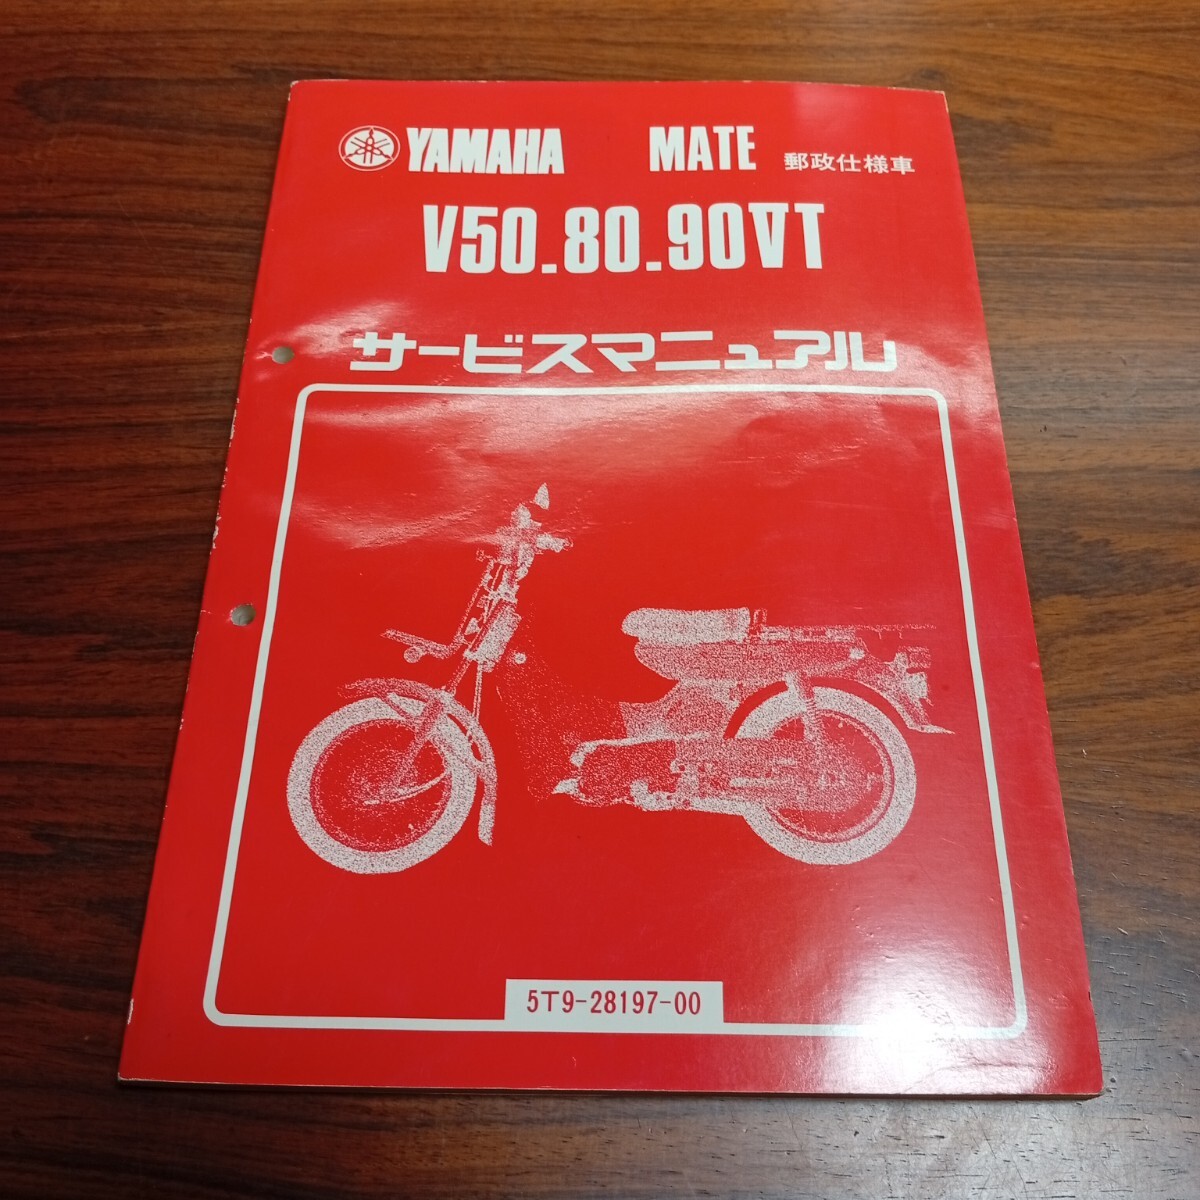 YAMAHA MATE 郵政仕様車
V50.80.90VT
サービスマニュアル
5T9-28197-00